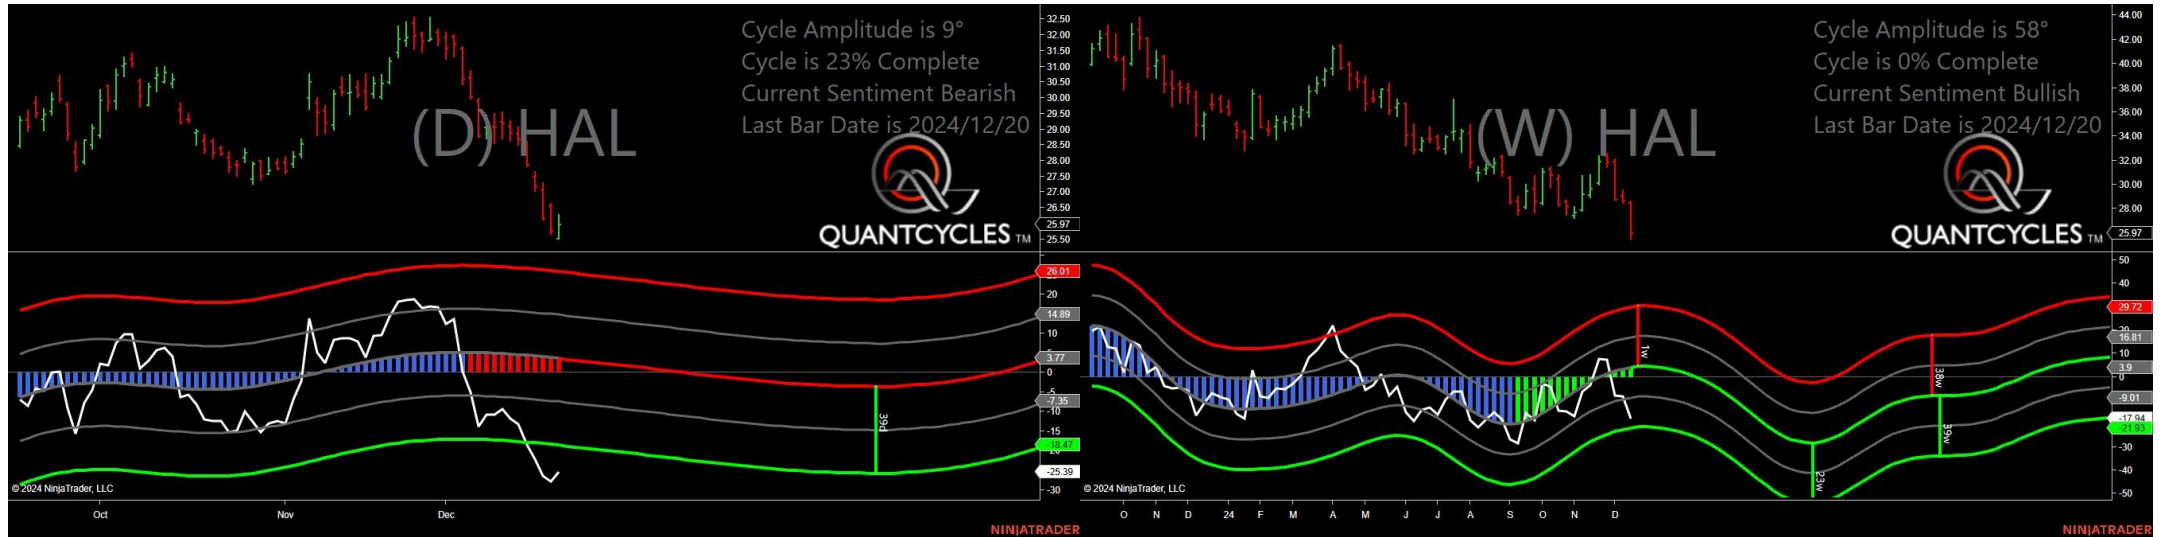 Cycle Amplitude is 9°
Cycle is 23% Complete
Current Sentiment Bearish
Last Bar Date is 2024/12/20
(D) HAL
QUANTCYCLES TM
32.50
32.00
31.50
31.00
30.50
30.00
29.50
29.00
28.50
28.00
27.50
27.00
26.50
25.97
25.50
26.01
20
14.89
10
3.77
0
-5
-7.35
-10
-15
-18.47
-25.39
-30
39d
© 2024 NinjaTrader, LLC
Oct
Nov
Dec
NINJATRADER
Cycle Amplitude is 58°
Cycle is 0% Complete
Current Sentiment Bullish
Last Bar Date is 2024/12/20
(W) HAL
QUANTCYCLES TM
44.00
42.00
40.00
38.00
36.00
34.00
32.00
30.00
28.00
25.97
50
40
29.72
16.81
10
3.9
0
-9.01
-17.94
-21.93
-30
-40
-50
1w
38w
39w
23w
© 2024 NinjaTrader, LLC
O N D 24 F M A M J J A S O N D
NINJATRADER